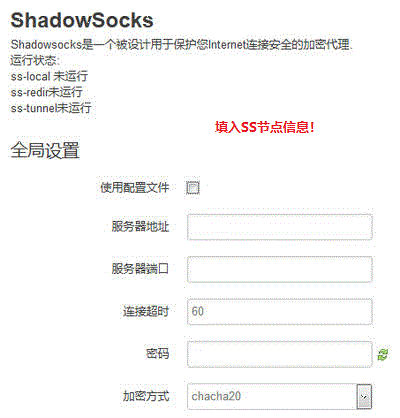 ShadowSocks
Shadowsocks是一个被设计用于保护您Internet连接安全的加密代理.
运行状态:
ss-local 未运行
ss-redir未运行
ss-tunnel未运行
填入SS节点信息!
全局设置
使用配置文件
服务器地址
服务器端口
连接超时 60
密码
加密方式 chacha20